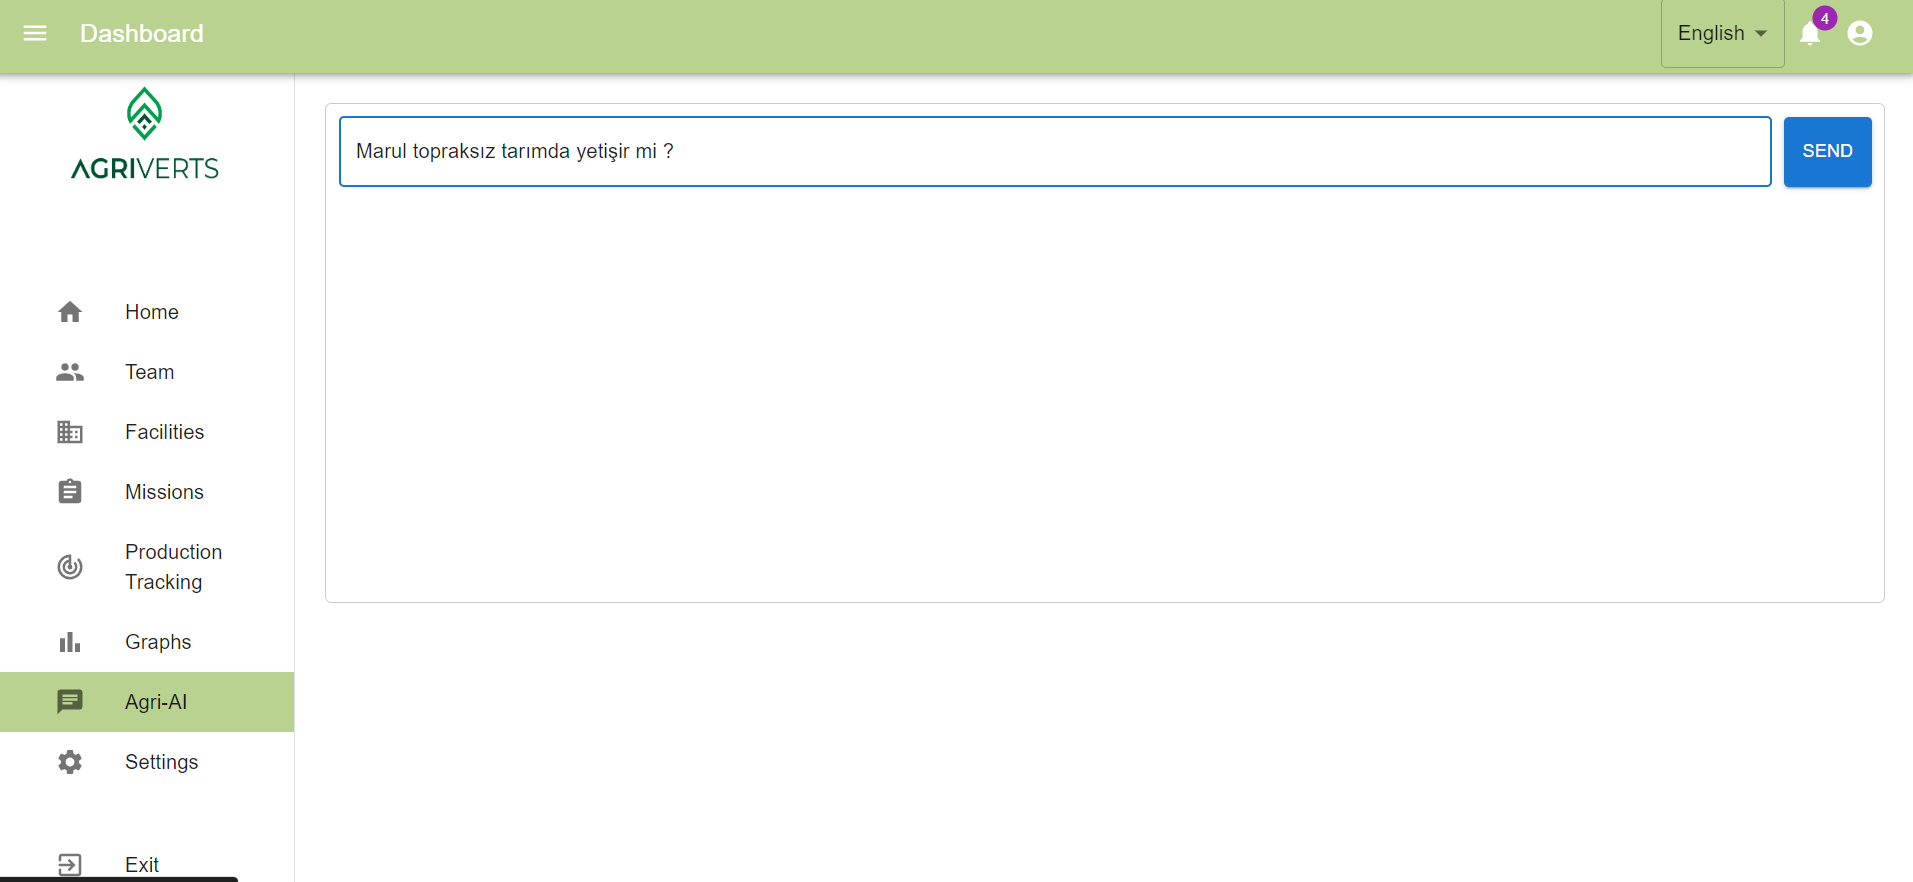 Dashboard
English
4
AGRIVERTS
Marul topraksız tarımda yetişir mi ?
SEND
Home
Team
Facilities
Missions
Production
Tracking
Graphs
Agri-AI
Settings
Exit